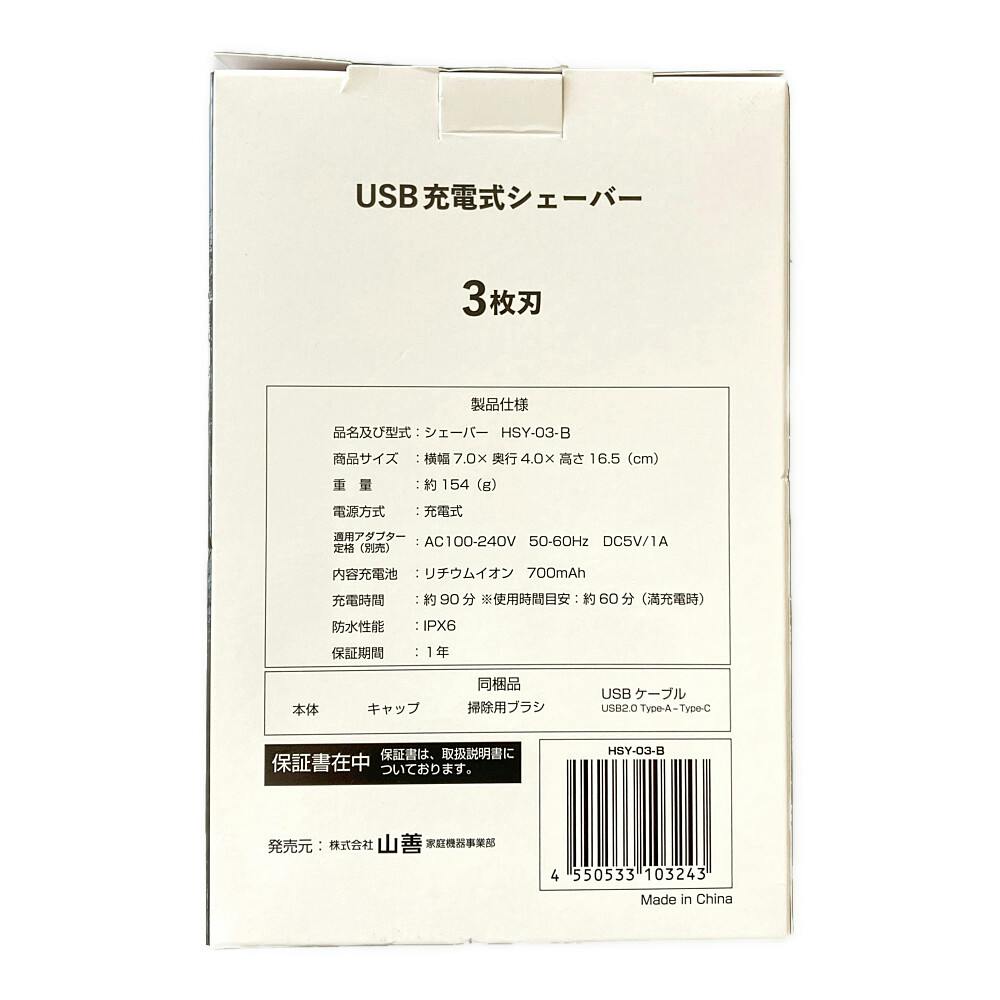 USB充電式シェーバー
3枚刃
製品仕様
品名及び型式：シェーバー　HSY-03-B
商品サイズ　：横幅 7.0× 奥行 4.0× 高さ 16.5（cm）
重　量　：約 154（g）
電源方式　：充電式
適用アダプター
定格（別売）：AC100-240V　50-60Hz　DC5V/1A
内容充電池　：リチウムイオン　700mAh
充電時間　：約 90 分 ※使用時間目安：約 60 分（満充電時）
防水性能　：IPX6
保証期間　：1 年
同梱品
本体　キャップ　掃除用ブラシ　USB ケーブル
USB2.0 Type-A – Type-C
保証書在中　保証書は、取扱説明書に
ついております。
HSY-03-B
4 550533 103243
発売元：株式会社 山善 家庭機器事業部
Made in China